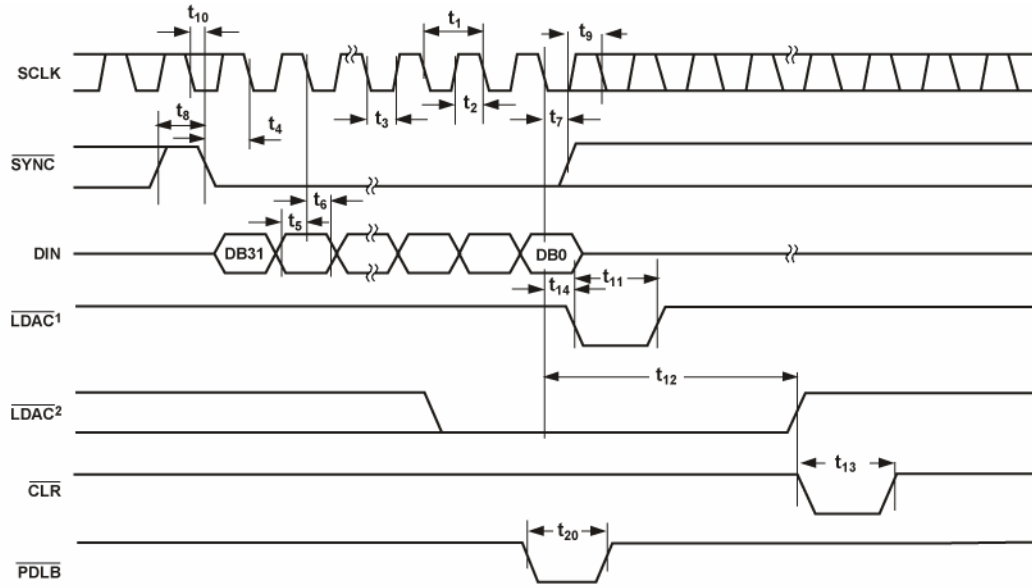 t10
t1
t9
SCLK
t8
t4
t3
t2
t7
SYNC
t6
t5
DIN
DB31
DB0
t14
t11
LDAC1
t12
LDAC2
t13
CLR
t20
PDLB